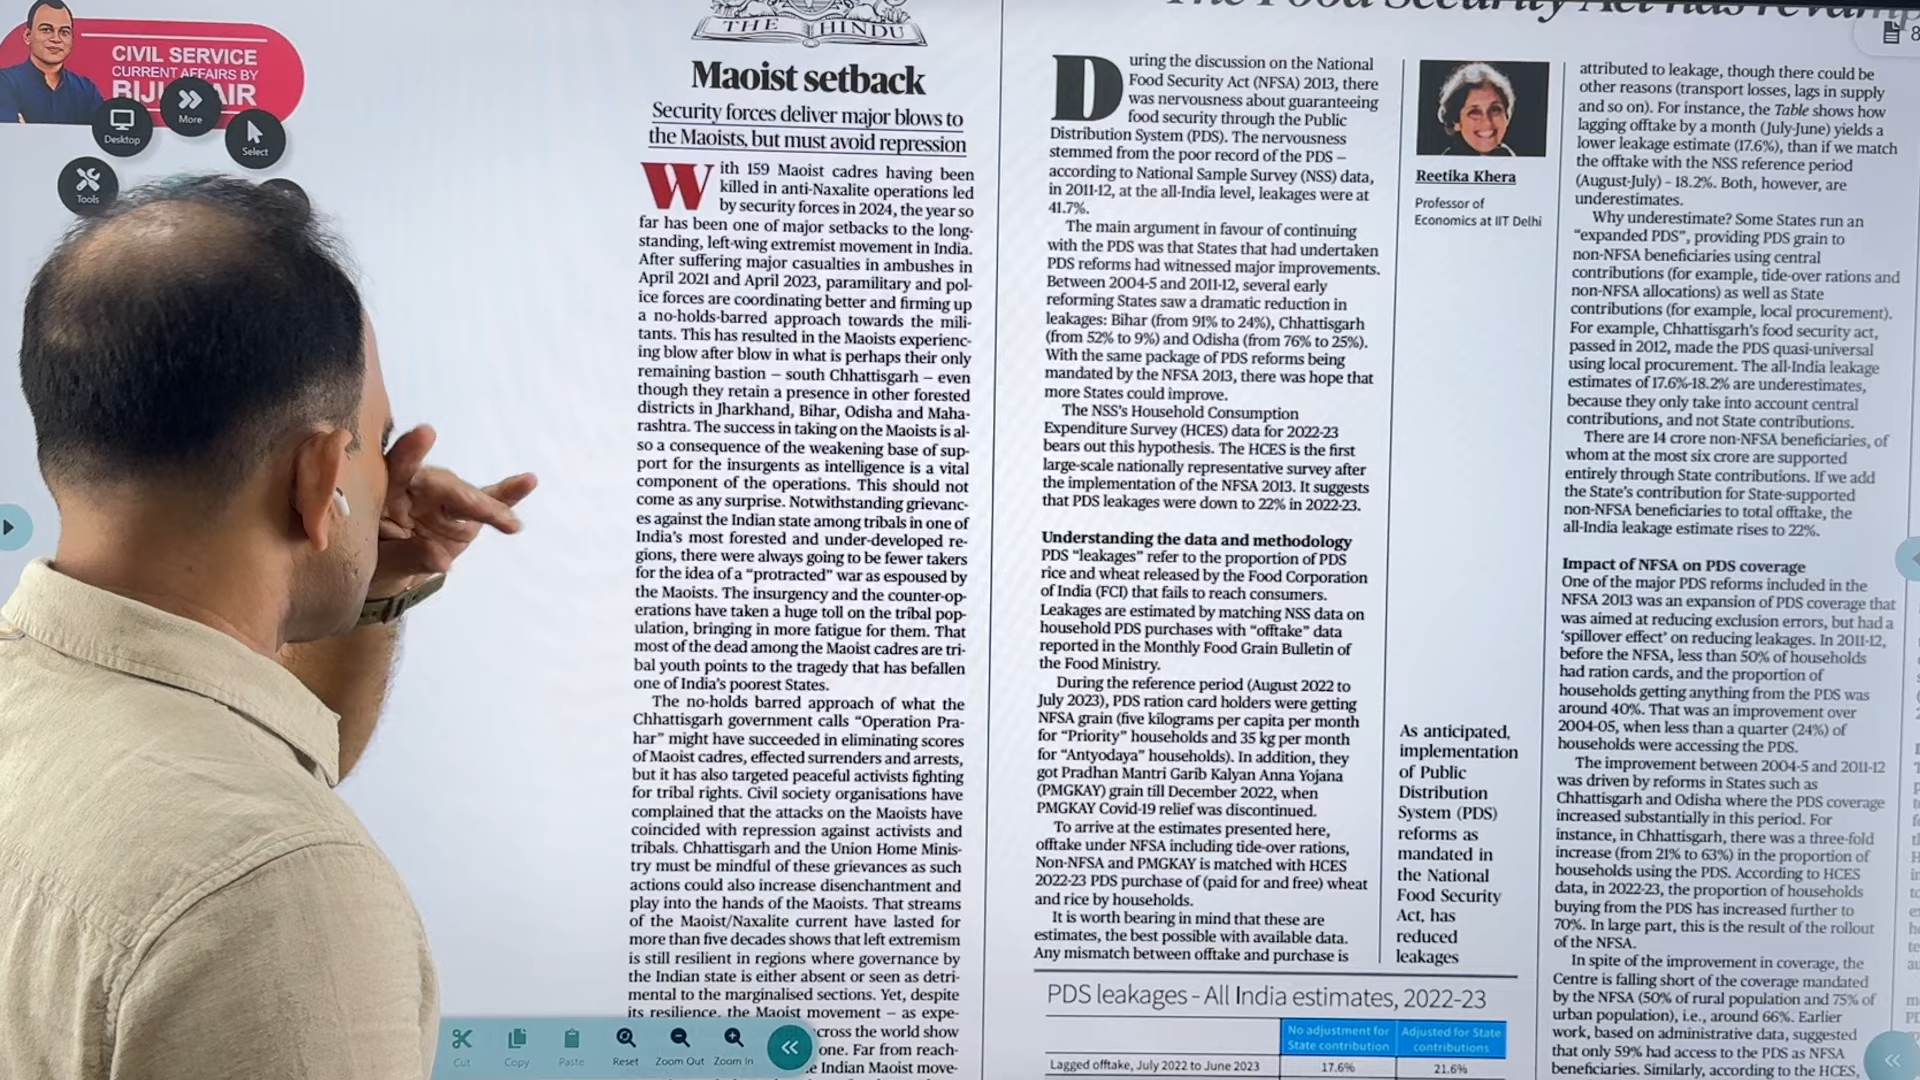 The Food Security Act has revamp
CIVIL SERVICE
CURRENT AFFAIRS BY
More
Desktop
Select
Tools
THE HINDU
Maoist setback
Security forces deliver major blows to
the Maoists, but must avoid repression
With 159 Maoist cadres having been
killed in anti-Naxalite operations led
by security forces in 2024, the year so
far has been one of major setbacks to the long-
standing, left-wing extremist movement in India.
After suffering major casualties in ambushes in
April 2021 and April 2023, paramilitary and pol-
ice forces are coordinating better and firming up
a no-holds-barred approach towards the mili-
tants. This has resulted in the Maoists experienc-
ing blow after blow in what is perhaps their only
remaining bastion – south Chhattisgarh – even
though they retain a presence in other forested
districts in Jharkhand, Bihar, Odisha and Maha-
rashtra. The success in taking on the Maoists is al-
so a consequence of the weakening base of sup-
port for the insurgents as intelligence is a vital
component of the operations. This should not
come as any surprise. Notwithstanding grievanc-
es against the Indian state among tribals in one of
India's most forested and under-developed re-
gions, there were always going to be fewer takers
for the idea of a “protracted” war as espoused by
the Maoists. The insurgency and the counter-op-
erations have taken a huge toll on the tribal pop-
ulation, bringing in more fatigue for them. That
most of the dead among the Maoist cadres are tri-
bal youth points to the tragedy that has befallen
one of India's poorest States.
The no-holds barred approach of what the
Chhattisgarh government calls “Operation Pra-
har” might have succeeded in eliminating scores
of Maoist cadres, effected surrenders and arrests,
but it has also targeted peaceful activists fighting
for tribal rights. Civil society organisations have
complained that the attacks on the Maoists have
coincided with repression against activists and
tribals. Chhattisgarh and the Union Home Minis-
try must be mindful of these grievances as such
actions could also increase disenchantment and
play into the hands of the Maoists. That streams
of the Maoist/Naxalite current have lasted for
more than five decades shows that left extremism
is still resilient in regions where governance by
the Indian state is either absent or seen as detri-
mental to the marginalised sections. Yet, despite
its resilience, the Maoist movement – as expe-
cross the world show
one. Far from reach-
e Indian Maoist move-
During the discussion on the National
Food Security Act (NFSA) 2013, there
was nervousness about guaranteeing
food security through the Public
Distribution System (PDS). The nervousness
stemmed from the poor record of the PDS –
according to National Sample Survey (NSS) data,
in 2011-12, at the all-India level, leakages were at
41.7%.
The main argument in favour of continuing
with the PDS was that States that had undertaken
PDS reforms had witnessed major improvements.
Between 2004-5 and 2011-12, several early
reforming States saw a dramatic reduction in
leakages: Bihar (from 91% to 24%), Chhattisgarh
(from 52% to 9%) and Odisha (from 76% to 25%).
With the same package of PDS reforms being
mandated by the NFSA 2013, there was hope that
more States could improve.
The NSS's Household Consumption
Expenditure Survey (HCES) data for 2022-23
bears out this hypothesis. The HCES is the first
large-scale nationally representative survey after
the implementation of the NFSA 2013. It suggests
that PDS leakages were down to 22% in 2022-23.
Understanding the data and methodology
PDS “leakages” refer to the proportion of PDS
rice and wheat released by the Food Corporation
of India (FCI) that fails to reach consumers.
Leakages are estimated by matching NSS data on
household PDS purchases with “offtake” data
reported in the Monthly Food Grain Bulletin of
the Food Ministry.
During the reference period (August 2022 to
July 2023), PDS ration card holders were getting
NFSA grain (five kilograms per capita per month
for “Priority” households and 35 kg per month
for “Antyodaya” households). In addition, they
got Pradhan Mantri Garib Kalyan Anna Yojana
(PMGKAY) grain till December 2022, when
PMGKAY Covid-19 relief was discontinued.
To arrive at the estimates presented here,
offtake under NFSA including tide-over rations,
Non-NFSA and PMGKAY is matched with HCES
2022-23 PDS purchase of (paid for and free) wheat
and rice by households.
It is worth bearing in mind that these are
estimates, the best possible with available data.
Any mismatch between offtake and purchase is
Reetika Khera
Professor of
Economics at IIT Delhi
As anticipated,
implementation
of Public
Distribution
System (PDS)
reforms as
mandated in
the National
Food Security
Act, has
reduced
leakages
PDS leakages - All India estimates, 2022-23
No adjustment for
State contribution
Adjusted for State
contributions
Lagged offtake, July 2022 to June 2023 17.6% 21.6%
attributed to leakage, though there could be
other reasons (transport losses, lags in supply
and so on). For instance, the Table shows how
lagging offtake by a month (July-June) yields a
lower leakage estimate (17.6%), than if we match
the offtake with the NSS reference period
(August-July) – 18.2%. Both, however, are
underestimates.
Why underestimate? Some States run an
“expanded PDS”, providing PDS grain to
non-NFSA beneficiaries using central
contributions (for example, tide-over rations and
non-NFSA allocations) as well as State
contributions (for example, local procurement).
For example, Chhattisgarh's food security act,
passed in 2012, made the PDS quasi-universal
using local procurement. The all-India leakage
estimates of 17.6%-18.2% are underestimates,
because they only take into account central
contributions, and not State contributions.
There are 14 crore non-NFSA beneficiaries, of
whom at the most six crore are supported
entirely through State contributions. If we add
the State's contribution for State-supported
non-NFSA beneficiaries to total offtake, the
all-India leakage estimate rises to 22%.
Impact of NFSA on PDS coverage
One of the major PDS reforms included in the
NFSA 2013 was an expansion of PDS coverage that
was aimed at reducing exclusion errors, but had a
‘spillover effect’ on reducing leakages. In 2011-12,
before the NFSA, less than 50% of households
had ration cards, and the proportion of
households getting anything from the PDS was
around 40%. That was an improvement over
2004-05, when less than a quarter (24%) of
households were accessing the PDS.
The improvement between 2004-5 and 2011-12
was driven by reforms in States such as
Chhattisgarh and Odisha where the PDS coverage
increased substantially in this period. For
instance, in Chhattisgarh, there was a three-fold
increase (from 21% to 63%) in the proportion of
households using the PDS. According to HCES
data, in 2022-23, the proportion of households
buying from the PDS has increased further to
70%. In large part, this is the result of the rollout
of the NFSA.
In spite of the improvement in coverage, the
Centre is falling short of the coverage mandated
by the NFSA (50% of rural population and 75% of
urban population), i.e., around 66%. Earlier
work, based on administrative data, suggested
that only 59% had access to the PDS as NFSA
beneficiaries. Similarly, according to the HCES,
8
Cut
Copy
Paste
Reset
Zoom Out
Zoom In